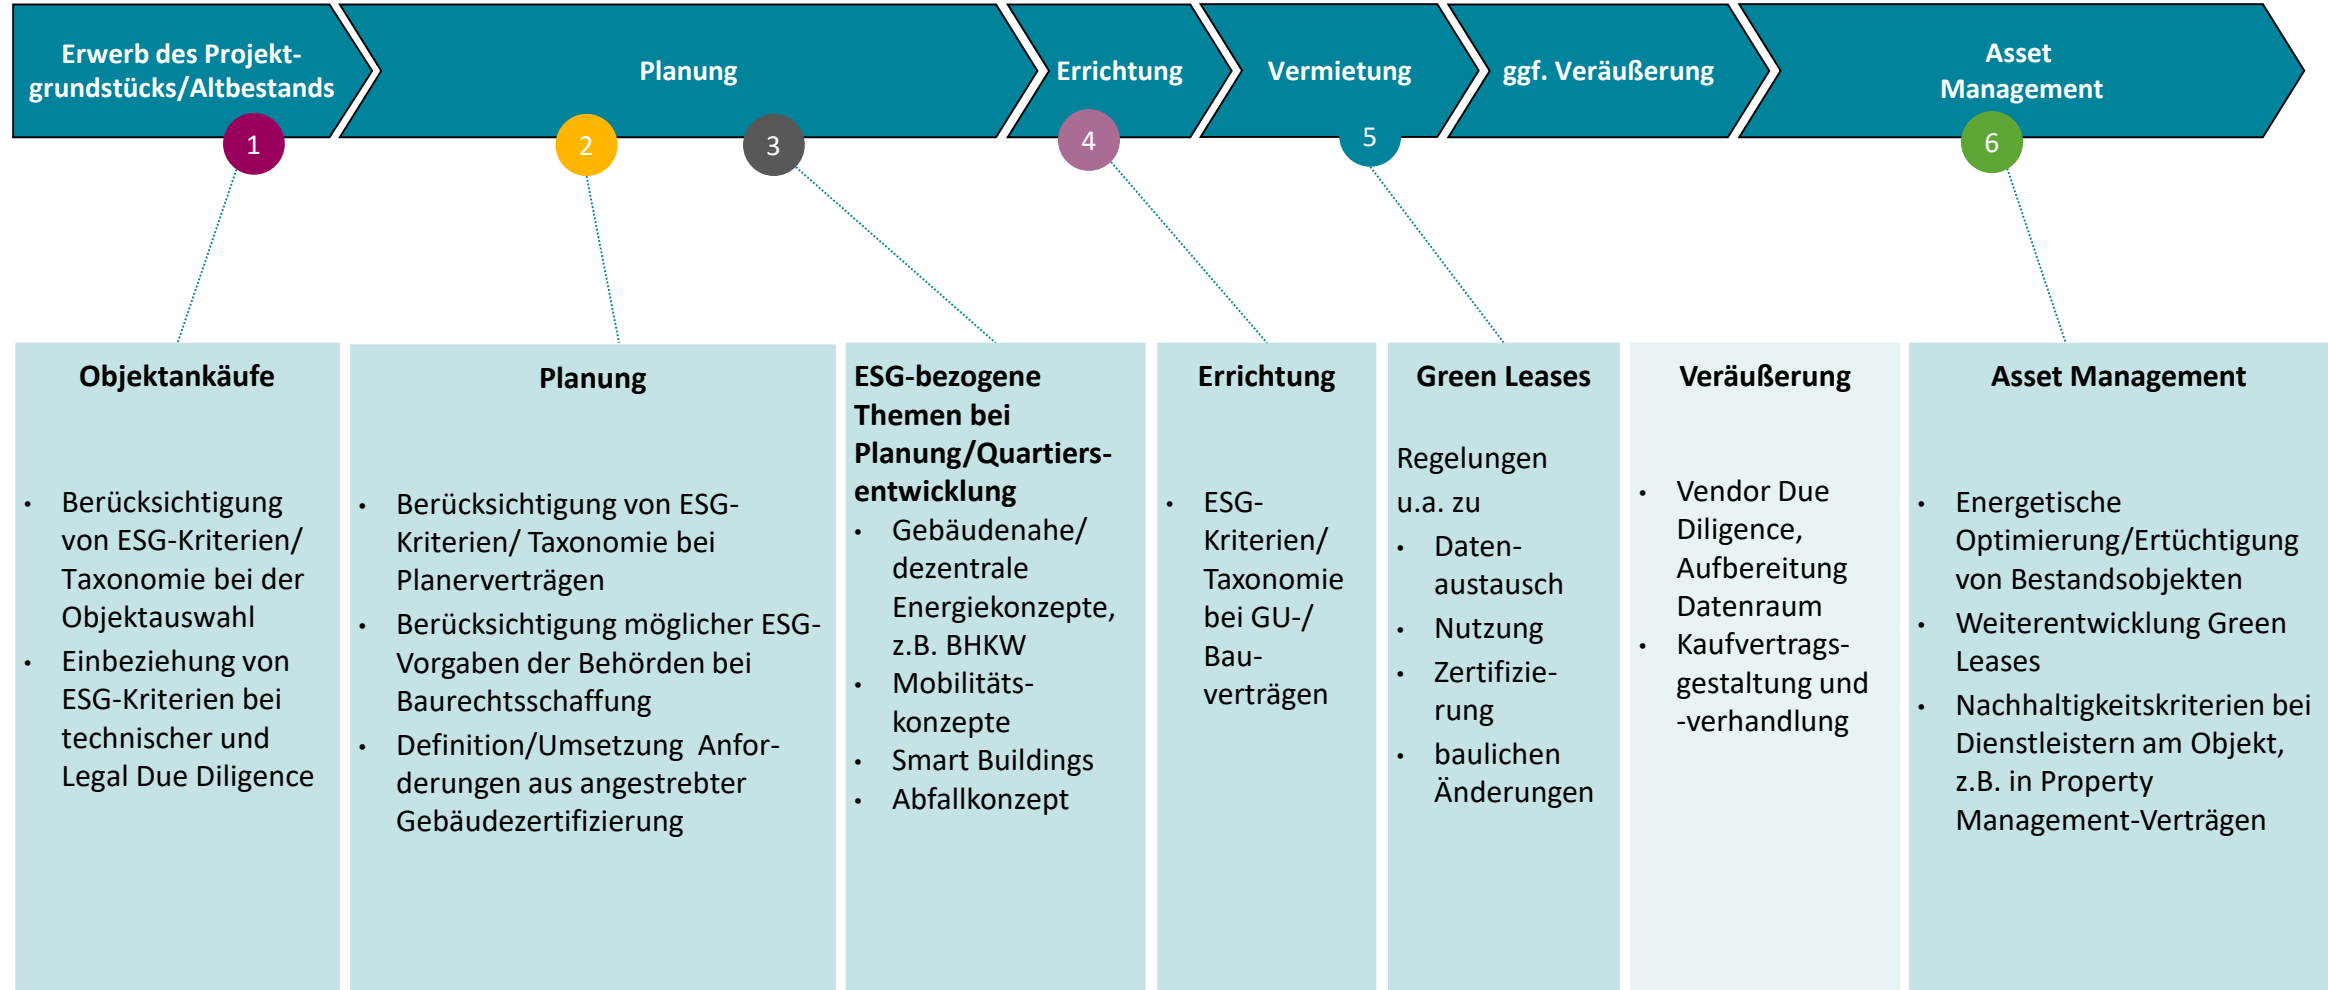 Erwerb des Projekt-
grundstücks/Altbestands
Planung
Errichtung
Vermietung
ggf. Veräußerung
Asset
Management
1
2
3
4
5
6
Objektankäufe
• Berücksichtigung
von ESG-Kriterien/
Taxonomie bei der
Objektauswahl
• Einbeziehung von
ESG-Kriterien bei
technischer und
Legal Due Diligence
Planung
• Berücksichtigung von ESG-
Kriterien/ Taxonomie bei
Planerverträgen
• Berücksichtigung möglicher ESG-
Vorgaben der Behörden bei
Baurechtsschaffung
• Definition/Umsetzung Anfor-
derungen aus angestrebter
Gebäudezertifizierung
ESG-bezogene
Themen bei
Planung/Quartiers-
entwicklung
• Gebäudenahe/
dezentrale
Energiekonzepte,
z.B. BHKW
• Mobilitäts-
konzepte
• Smart Buildings
• Abfallkonzept
Errichtung
• ESG-
Kriterien/
Taxonomie
bei GU-/
Bau-
verträgen
Green Leases
Regelungen
u.a. zu
• Daten-
austausch
• Nutzung
• Zertifizie-
rung
• baulichen
Änderungen
Veräußerung
• Vendor Due
Diligence,
Aufbereitung
Datenraum
• Kaufvertrags-
gestaltung und
-verhandlung
Asset Management
• Energetische
Optimierung/Ertüchtigung
von Bestandsobjekten
• Weiterentwicklung Green
Leases
• Nachhaltigkeitskriterien bei
Dienstleistern am Objekt,
z.B. in Property
Management-Verträgen